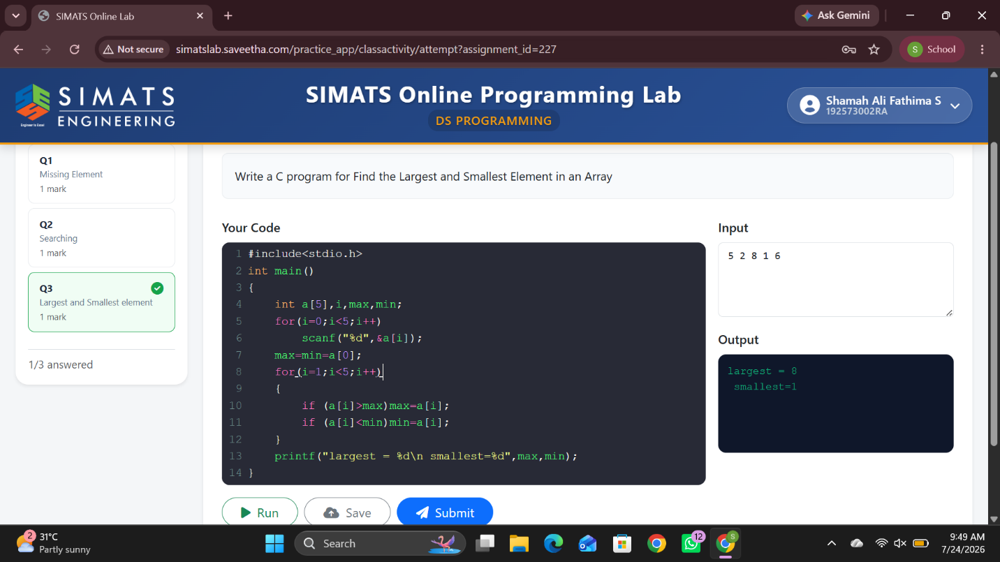 SIMATS Online Lab
Ask Gemini
Not secure
simatslab.saveetha.com/practice_app/classactivity/attempt?assignment_id=227
S
School
SIMATS
ENGINEERING
Engineer to Excel
SIMATS Online Programming Lab
DS PROGRAMMING
Shamah Ali Fathima S
192573002RA
Q1
Missing Element
1 mark
Q2
Searching
1 mark
Q3
Largest and Smallest element
1 mark
1/3 answered
Write a C program for Find the Largest and Smallest Element in an Array
Your Code
1 #include<stdio.h>
2 int main()
3 {
4     int a[5],i,max,min;
5     for(i=0;i<5;i++)
6         scanf("%d",&a[i]);
7     max=min=a[0];
8     for (i=1;i<5;i++)
9     {
10         if (a[i]>max)max=a[i];
11         if (a[i]<min)min=a[i];
12     }
13     printf("largest = %d\n smallest=%d",max,min);
14 }
Input
5 2 8 1 6
Output
largest = 8
 smallest=1
Run
Save
Submit
2
31°C
Partly sunny
Search
12
S
9:49 AM
7/24/2026